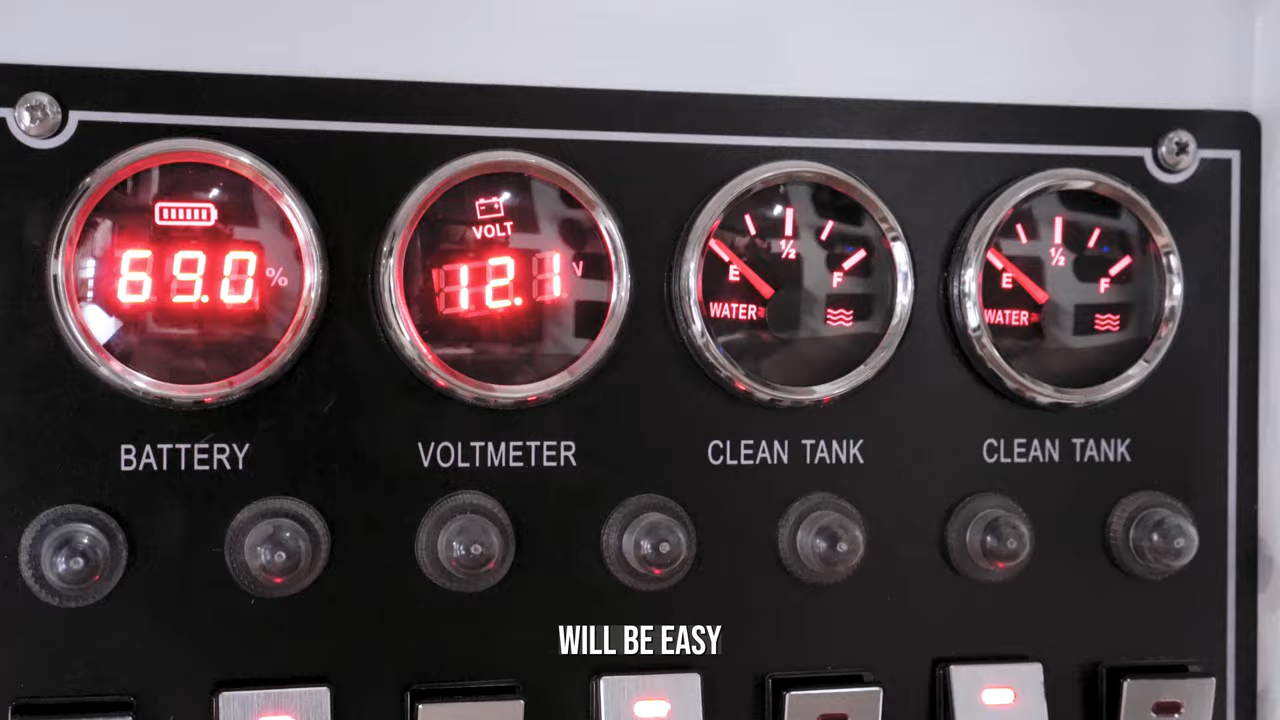 69.0 %
VOLT
12.1 V
½
E
F
WATER
½
E
F
WATER
BATTERY
VOLTMETER
CLEAN TANK
CLEAN TANK
WILL BE EASY